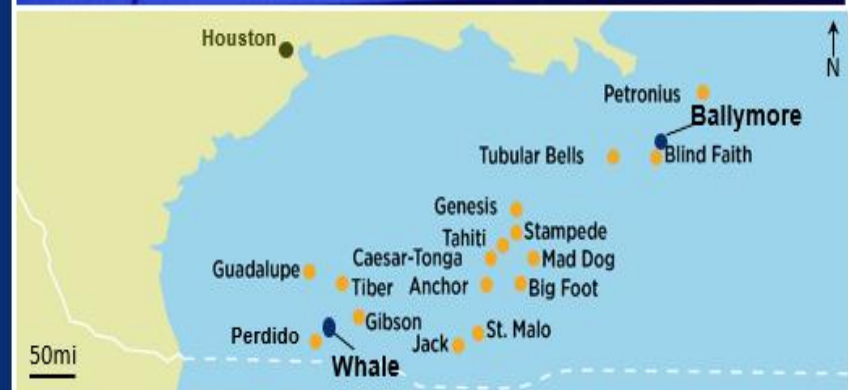 Houston
N
Petronius
Ballymore
Tubular Bells
Blind Faith
Genesis
Stampede
Tahiti
Caesar-Tonga
Mad Dog
Guadalupe
Tiber
Anchor
Big Foot
Gibson
Perdido
St. Malo
Jack
Whale
50mi